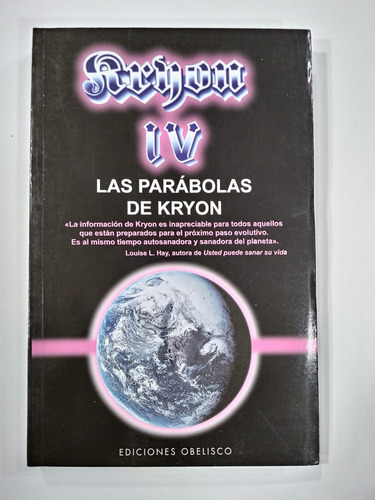 Kryon
IV
LAS PARÁBOLAS
DE KRYON
«La información de Kryon es inapreciable para todos aquellos
que están preparados para el próximo paso evolutivo.
Es al mismo tiempo autosanadora y sanadora del planeta».
Louise L. Hay, autora de Usted puede sanar su vida
EDICIONES OBELISCO